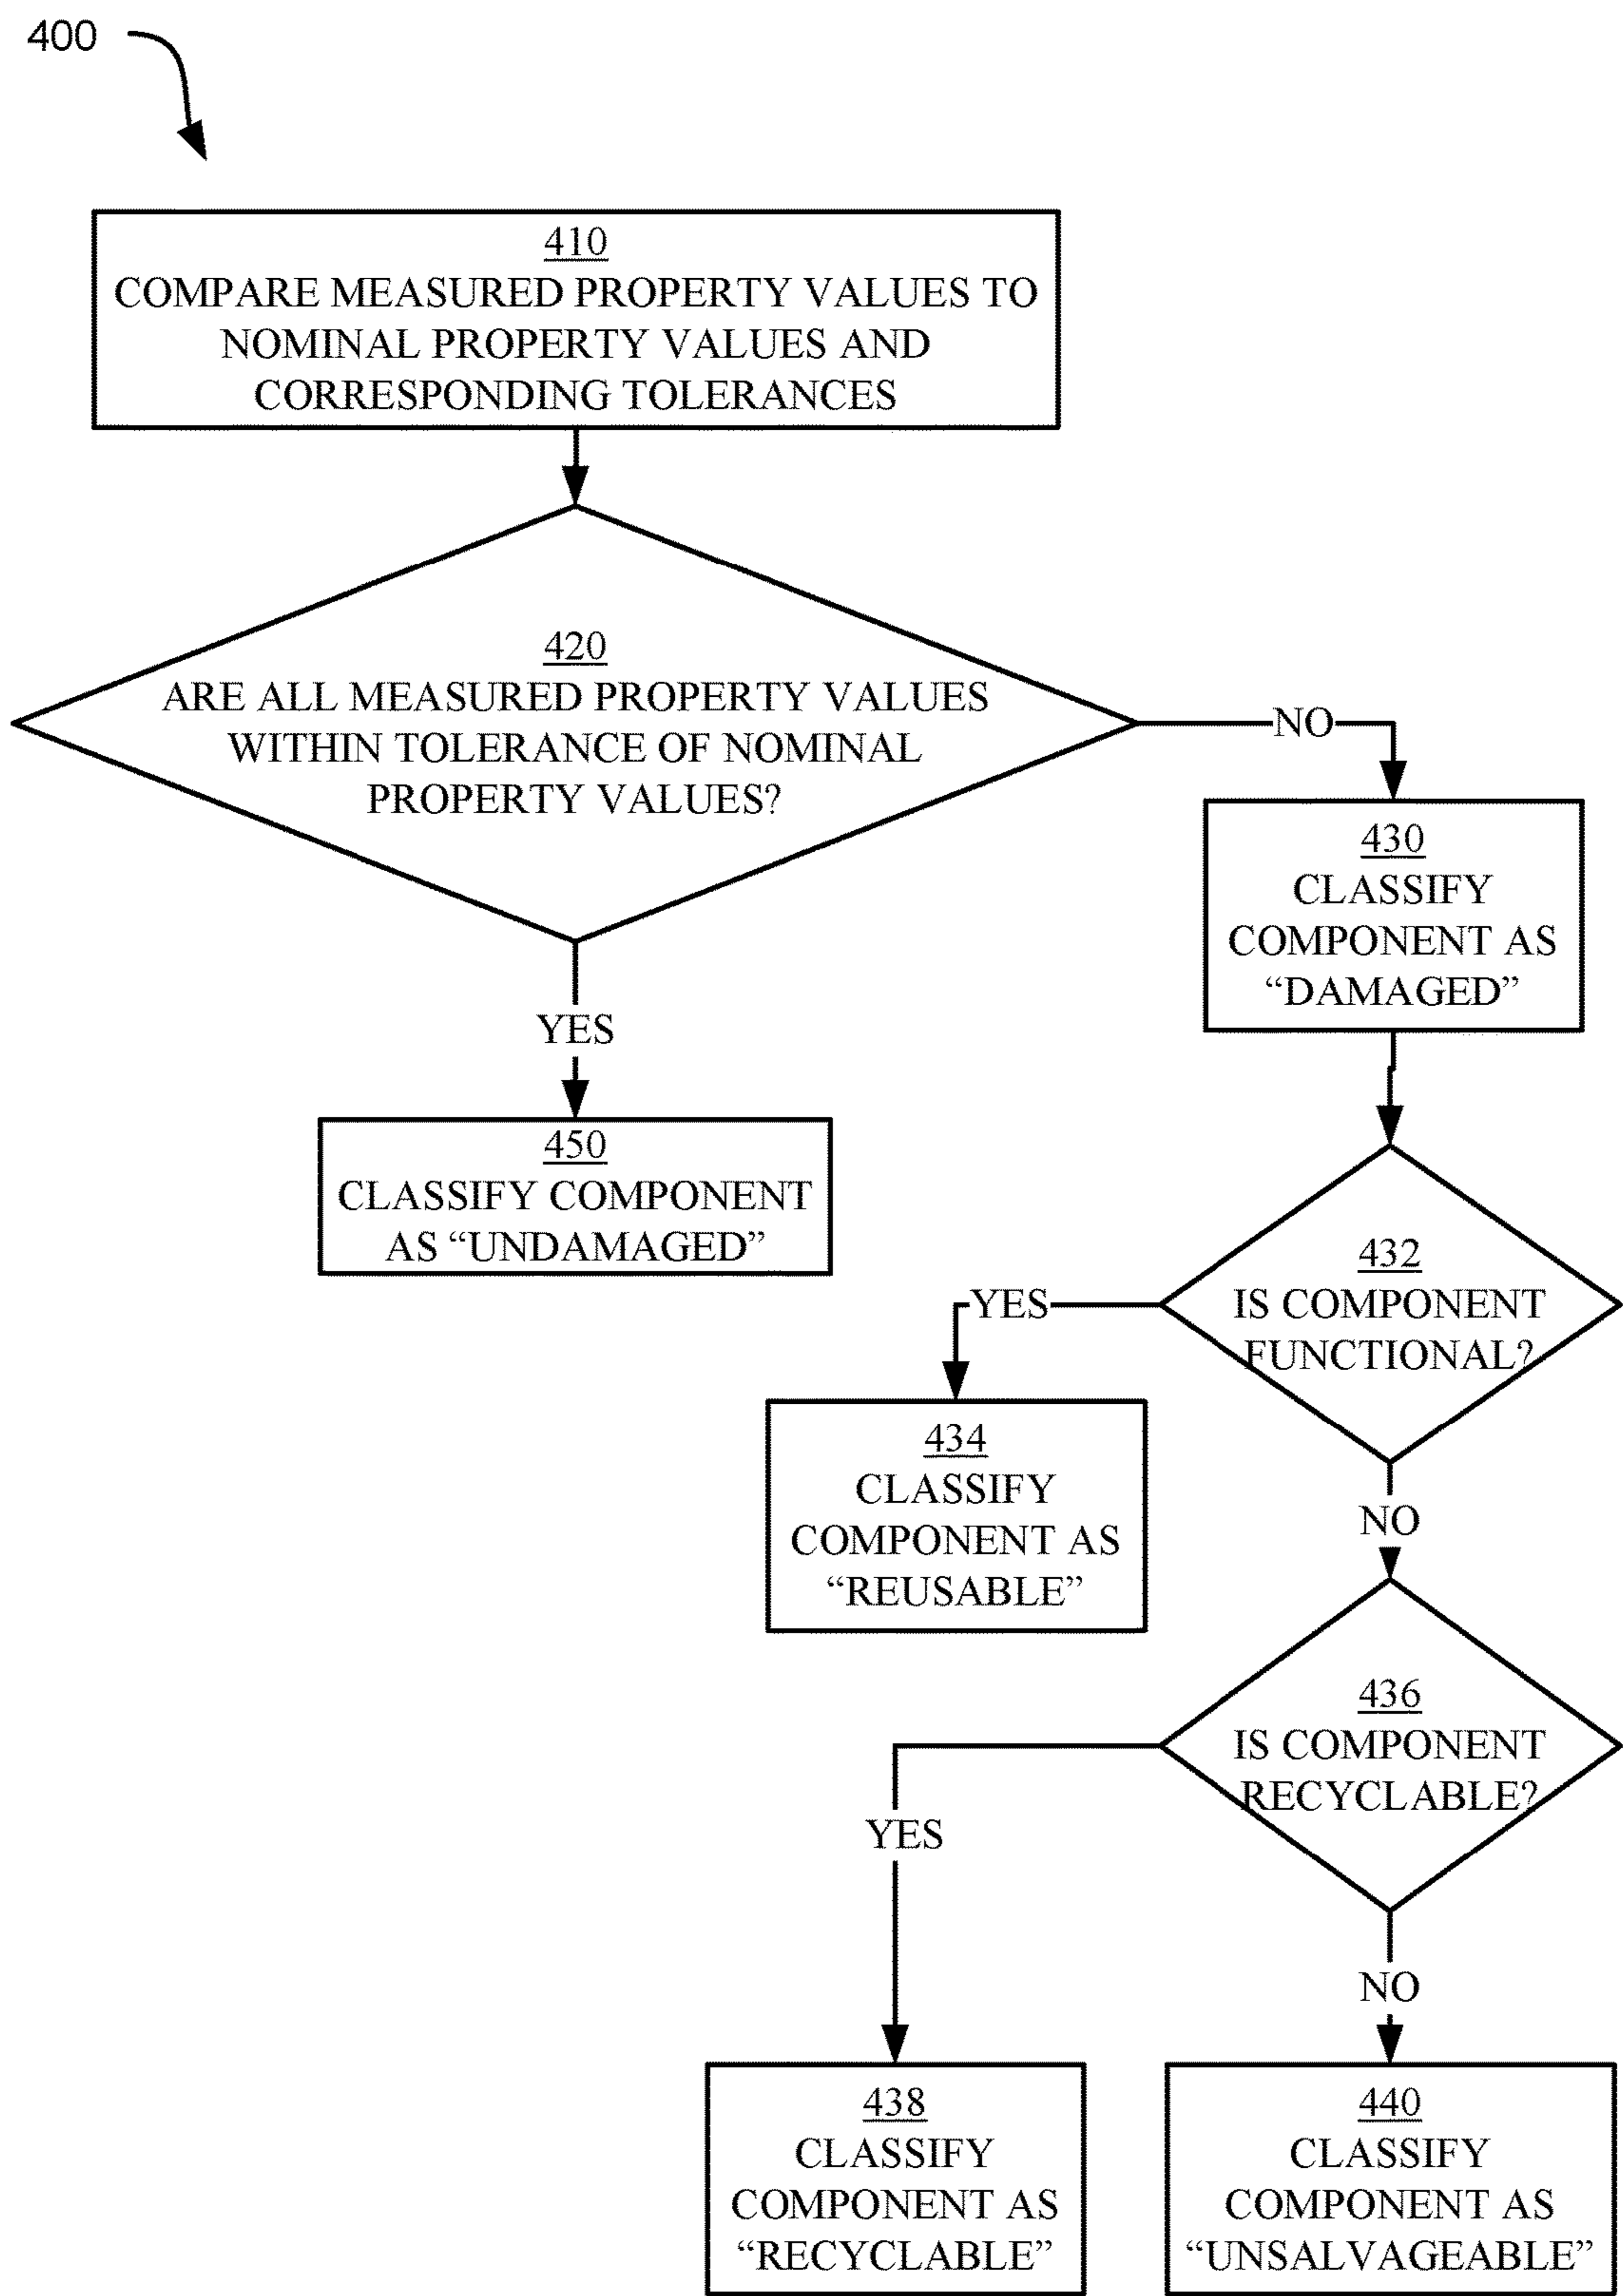 400
410
COMPARE MEASURED PROPERTY VALUES TO
NOMINAL PROPERTY VALUES AND
CORRESPONDING TOLERANCES
420
ARE ALL MEASURED PROPERTY VALUES
WITHIN TOLERANCE OF NOMINAL
PROPERTY VALUES?
NO
430
CLASSIFY
COMPONENT AS
“DAMAGED”
YES
450
CLASSIFY COMPONENT
AS “UNDAMAGED”
432
IS COMPONENT
FUNCTIONAL?
YES
434
CLASSIFY
COMPONENT AS
“REUSABLE”
NO
436
IS COMPONENT
RECYCLABLE?
YES
NO
438
CLASSIFY
COMPONENT AS
“RECYCLABLE”
440
CLASSIFY
COMPONENT AS
“UNSALVAGEABLE”